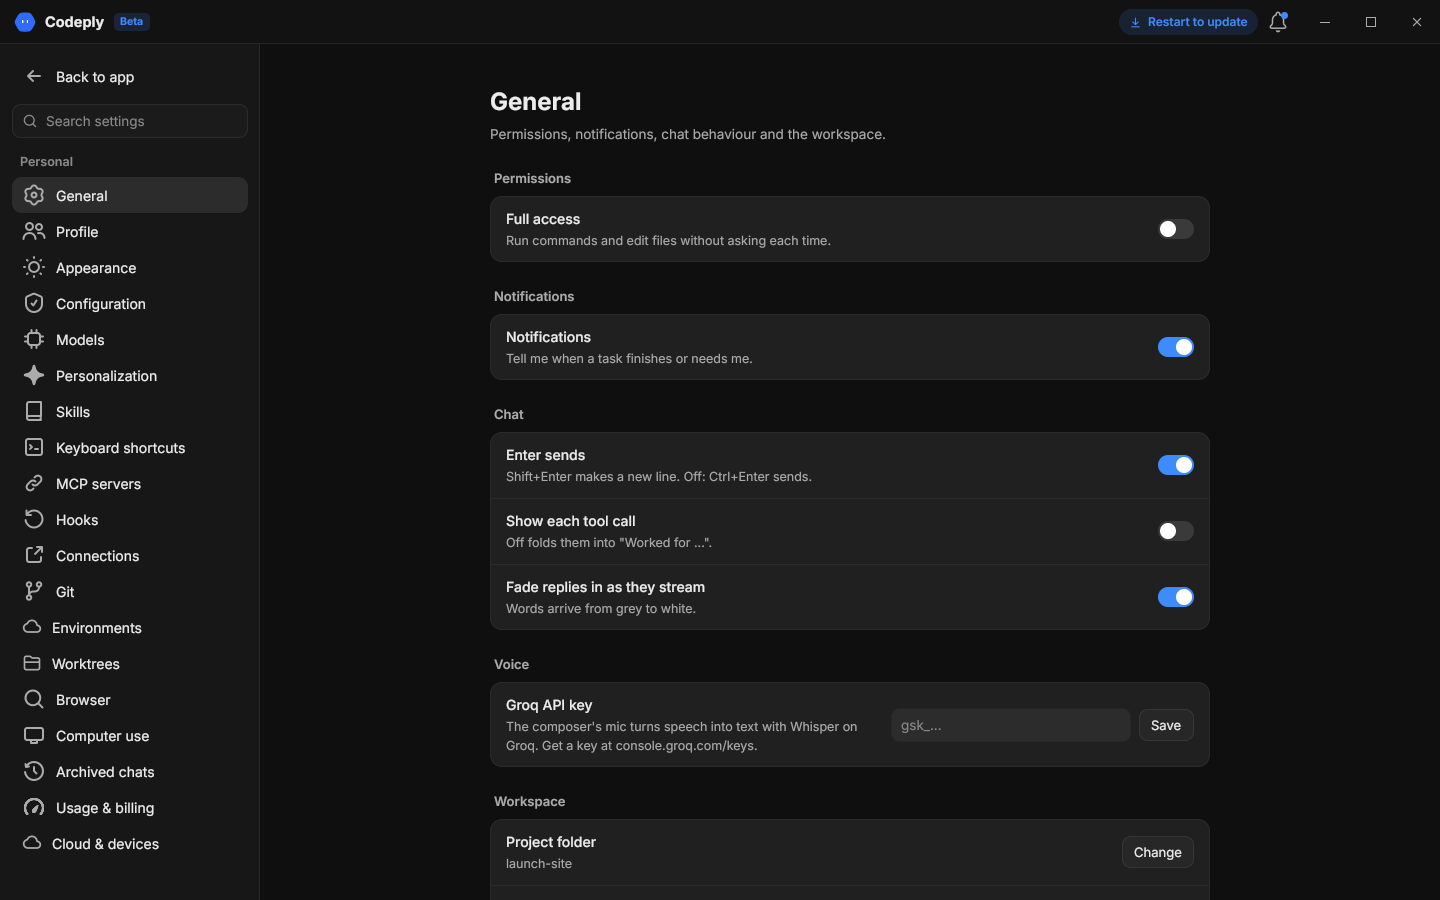 Codeply Beta
Restart to update
Back to app
Search settings
Personal
General
Profile
Appearance
Configuration
Models
Personalization
Skills
Keyboard shortcuts
MCP servers
Hooks
Connections
Git
Environments
Worktrees
Browser
Computer use
Archived chats
Usage & billing
Cloud & devices
General
Permissions, notifications, chat behaviour and the workspace.
Permissions
Full access
Run commands and edit files without asking each time.
Notifications
Notifications
Tell me when a task finishes or needs me.
Chat
Enter sends
Shift+Enter makes a new line. Off: Ctrl+Enter sends.
Show each tool call
Off folds them into "Worked for ...".
Fade replies in as they stream
Words arrive from grey to white.
Voice
Groq API key
The composer's mic turns speech into text with Whisper on
Groq. Get a key at console.groq.com/keys.
gsk_...
Save
Workspace
Project folder
launch-site
Change